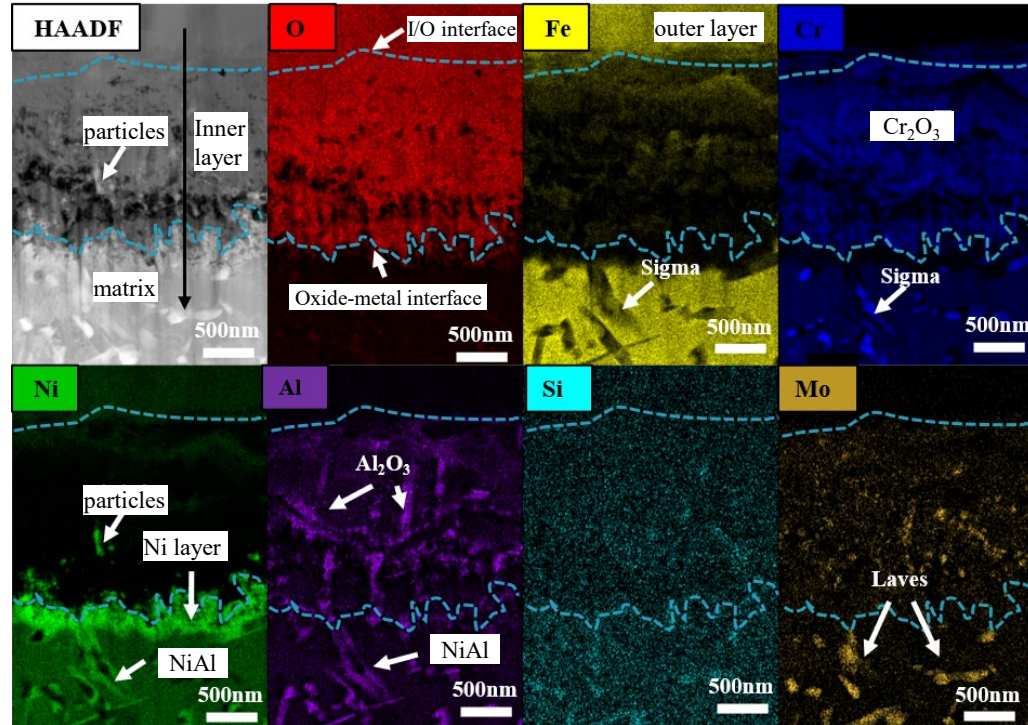 HAADF
particles
Inner
layer
matrix
500nm
O
I/O interface
Oxide-metal interface
500nm
Fe
outer layer
Sigma
500nm
Cr
Cr₂O₃
Sigma
500nm
Ni
particles
Ni layer
NiAl
500nm
Al
Al₂O₃
NiAl
500nm
Si
500nm
Mo
Laves
500nm